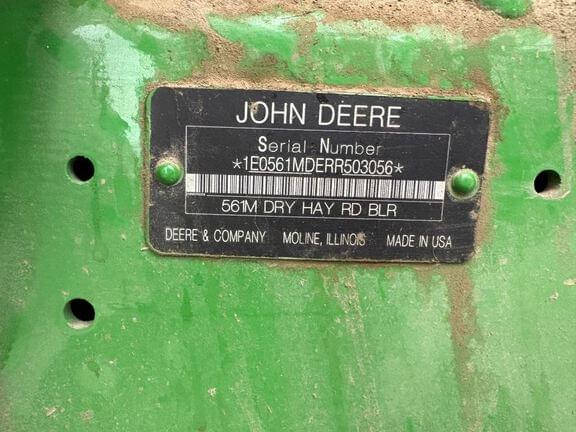 JOHN DEERE
Serial Number
*1E0561MDERR503056*
561M DRY HAY RD BLR
DEERE & COMPANY MOLINE, ILLINOIS MADE IN USA